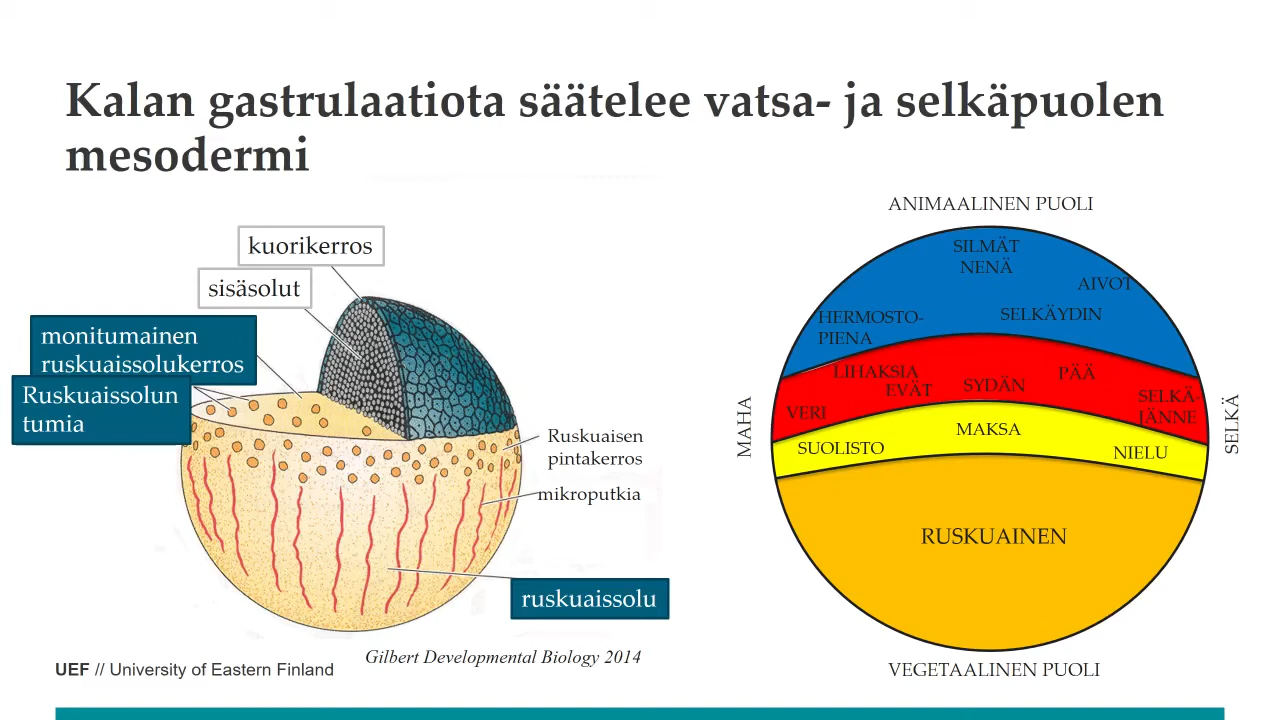 Kalan gastrulaatiota säätelee vatsa- ja selkäpuolen
mesodermi
kuorikerros
sisäsolut
monitumainen
ruskuaissolukerros
Ruskuaissolun
tumia
Ruskuaisen
pintakerros
mikroputkia
ruskuaissolu
Gilbert Developmental Biology 2014
UEF // University of Eastern Finland
ANIMAALINEN PUOLI
SILMÄT
NENÄ
AIVOT
HERMOSTO-
PIENA
SELKÄYDIN
LIHAKSIA
EVÄT
SYDÄN
PÄÄ
SELKÄ-
JÄNNE
VERI
MAHA
SELKÄ
SUOLISTO
MAKSA
NIELU
RUSKUAINEN
VEGETAALINEN PUOLI